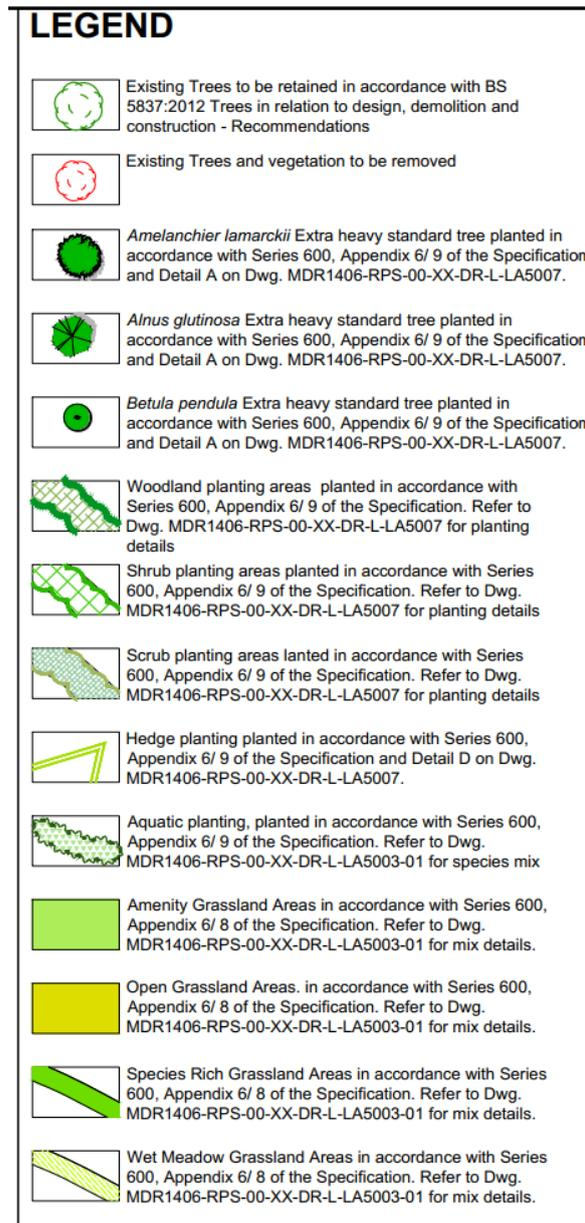 LEGEND
Existing Trees to be retained in accordance with BS
5837:2012 Trees in relation to design, demolition and
construction - Recommendations
Existing Trees and vegetation to be removed
Amelanchier lamarckii Extra heavy standard tree planted in
accordance with Series 600, Appendix 6/ 9 of the Specification
and Detail A on Dwg. MDR1406-RPS-00-XX-DR-L-LA5007.
Alnus glutinosa Extra heavy standard tree planted in
accordance with Series 600, Appendix 6/ 9 of the Specification
and Detail A on Dwg. MDR1406-RPS-00-XX-DR-L-LA5007.
Betula pendula Extra heavy standard tree planted in
accordance with Series 600, Appendix 6/ 9 of the Specification
and Detail A on Dwg. MDR1406-RPS-00-XX-DR-L-LA5007.
Woodland planting areas planted in accordance with
Series 600, Appendix 6/ 9 of the Specification. Refer to
Dwg. MDR1406-RPS-00-XX-DR-L-LA5007 for planting
details
Shrub planting areas planted in accordance with Series
600, Appendix 6/ 9 of the Specification. Refer to Dwg.
MDR1406-RPS-00-XX-DR-L-LA5007 for planting details
Scrub planting areas lanted in accordance with Series
600, Appendix 6/ 9 of the Specification. Refer to Dwg.
MDR1406-RPS-00-XX-DR-L-LA5007 for planting details
Hedge planting planted in accordance with Series 600,
Appendix 6/ 9 of the Specification and Detail D on Dwg.
MDR1406-RPS-00-XX-DR-L-LA5007.
Aquatic planting, planted in accordance with Series 600,
Appendix 6/ 9 of the Specification. Refer to Dwg.
MDR1406-RPS-00-XX-DR-L-LA5003-01 for species mix
Amenity Grassland Areas in accordance with Series 600,
Appendix 6/ 8 of the Specification. Refer to Dwg.
MDR1406-RPS-00-XX-DR-L-LA5003-01 for mix details.
Open Grassland Areas. in accordance with Series 600,
Appendix 6/ 8 of the Specification. Refer to Dwg.
MDR1406-RPS-00-XX-DR-L-LA5003-01 for mix details.
Species Rich Grassland Areas in accordance with Series
600, Appendix 6/ 8 of the Specification. Refer to Dwg.
MDR1406-RPS-00-XX-DR-L-LA5003-01 for mix details.
Wet Meadow Grassland Areas in accordance with Series
600, Appendix 6/ 8 of the Specification. Refer to Dwg.
MDR1406-RPS-00-XX-DR-L-LA5003-01 for mix details.